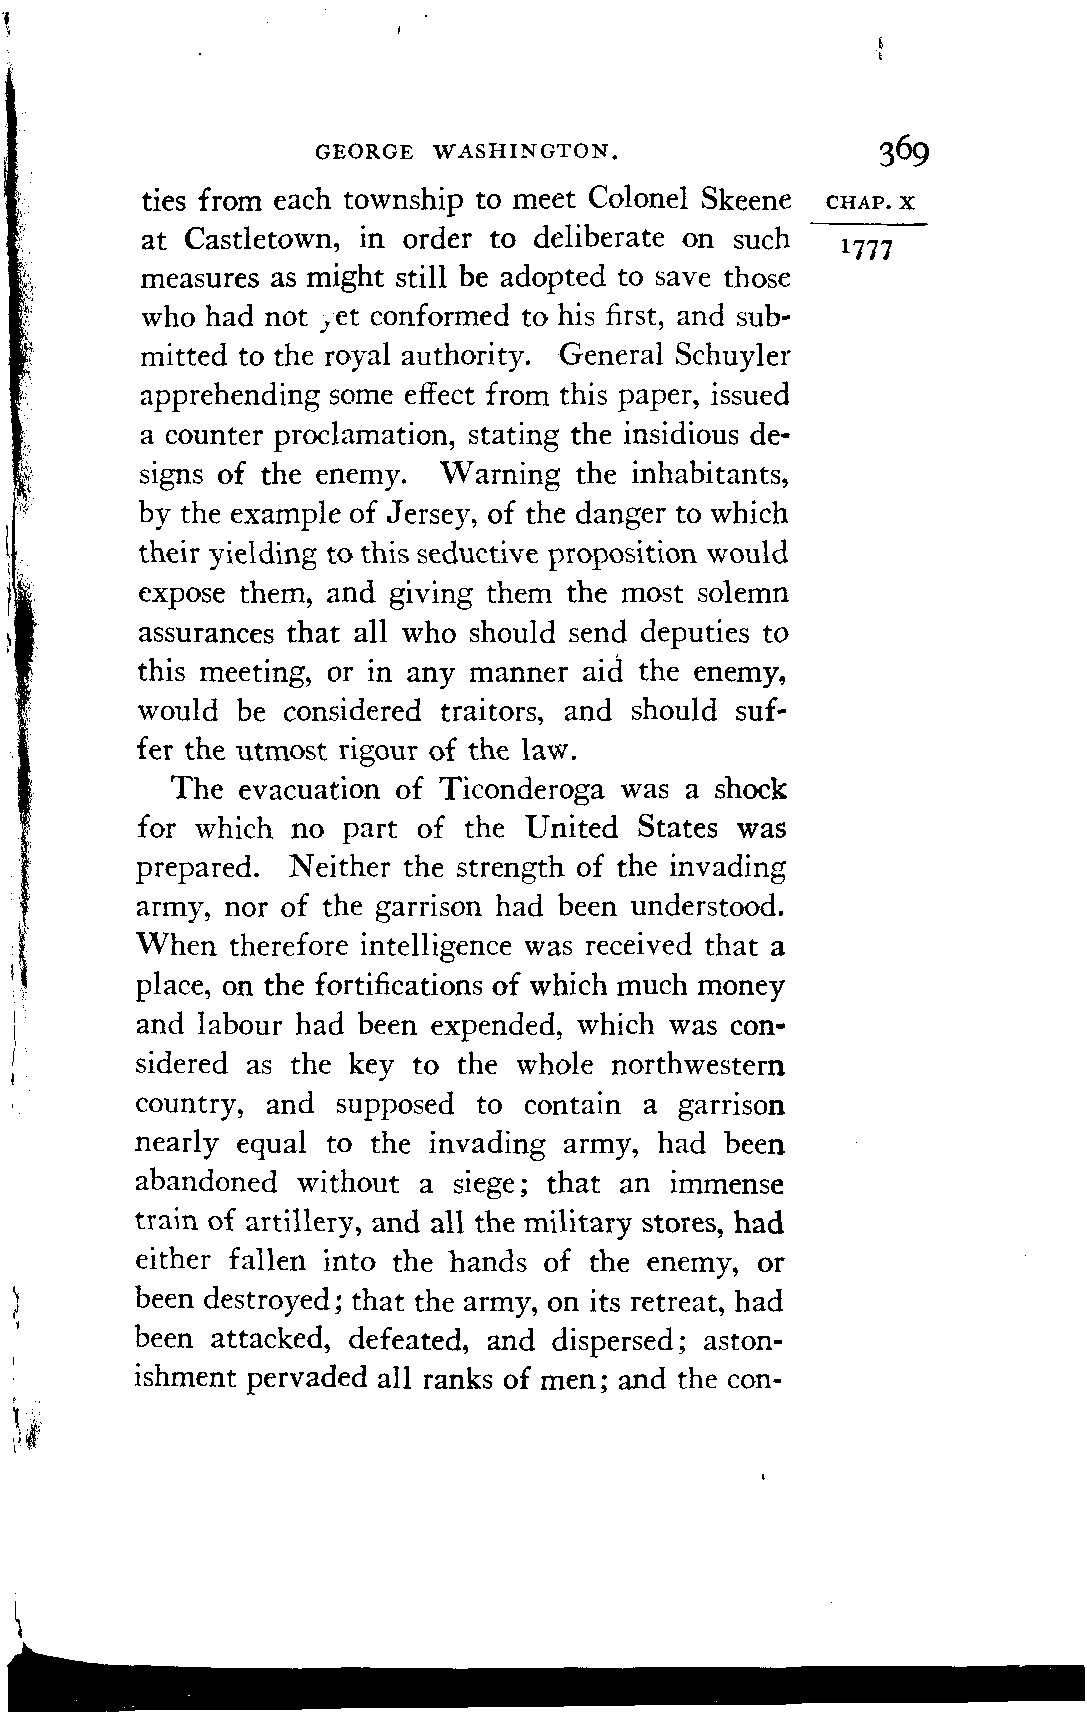 GEORGE WASHINGTON. 369
ties from each township to meet Colonel Skeene CHAP. X
at Castletown, in order to deliberate on such 1777
measures as might still be adopted to save those
who had not yet conformed to his first, and sub-
mitted to the royal authority. General Schuyler
apprehending some effect from this paper, issued
a counter proclamation, stating the insidious de-
signs of the enemy. Warning the inhabitants,
by the example of Jersey, of the danger to which
their yielding to this seductive proposition would
expose them, and giving them the most solemn
assurances that all who should send deputies to
this meeting, or in any manner aid the enemy,
would be considered traitors, and should suf-
fer the utmost rigour of the law.
The evacuation of Ticonderoga was a shock
for which no part of the United States was
prepared. Neither the strength of the invading
army, nor of the garrison had been understood.
When therefore intelligence was received that a
place, on the fortifications of which much money
and labour had been expended, which was con-
sidered as the key to the whole northwestern
country, and supposed to contain a garrison
nearly equal to the invading army, had been
abandoned without a siege; that an immense
train of artillery, and all the military stores, had
either fallen into the hands of the enemy, or
been destroyed; that the army, on its retreat, had
been attacked, defeated, and dispersed; aston-
ishment pervaded all ranks of men; and the con-